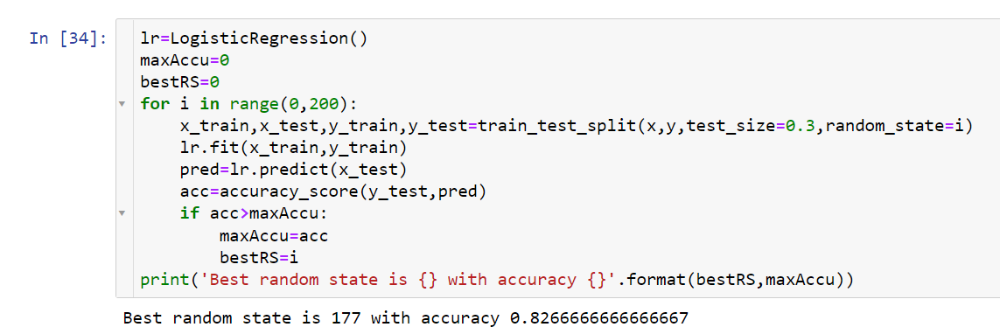 In [34]: lr=LogisticRegression()
maxAccu=0
bestRS=0
for i in range(0,200):
    x_train,x_test,y_train,y_test=train_test_split(x,y,test_size=0.3,random_state=i)
    lr.fit(x_train,y_train)
    pred=lr.predict(x_test)
    acc=accuracy_score(y_test,pred)
    if acc>maxAccu:
        maxAccu=acc
        bestRS=i
print('Best random state is {} with accuracy {}'.format(bestRS,maxAccu))
Best random state is 177 with accuracy 0.8266666666666667